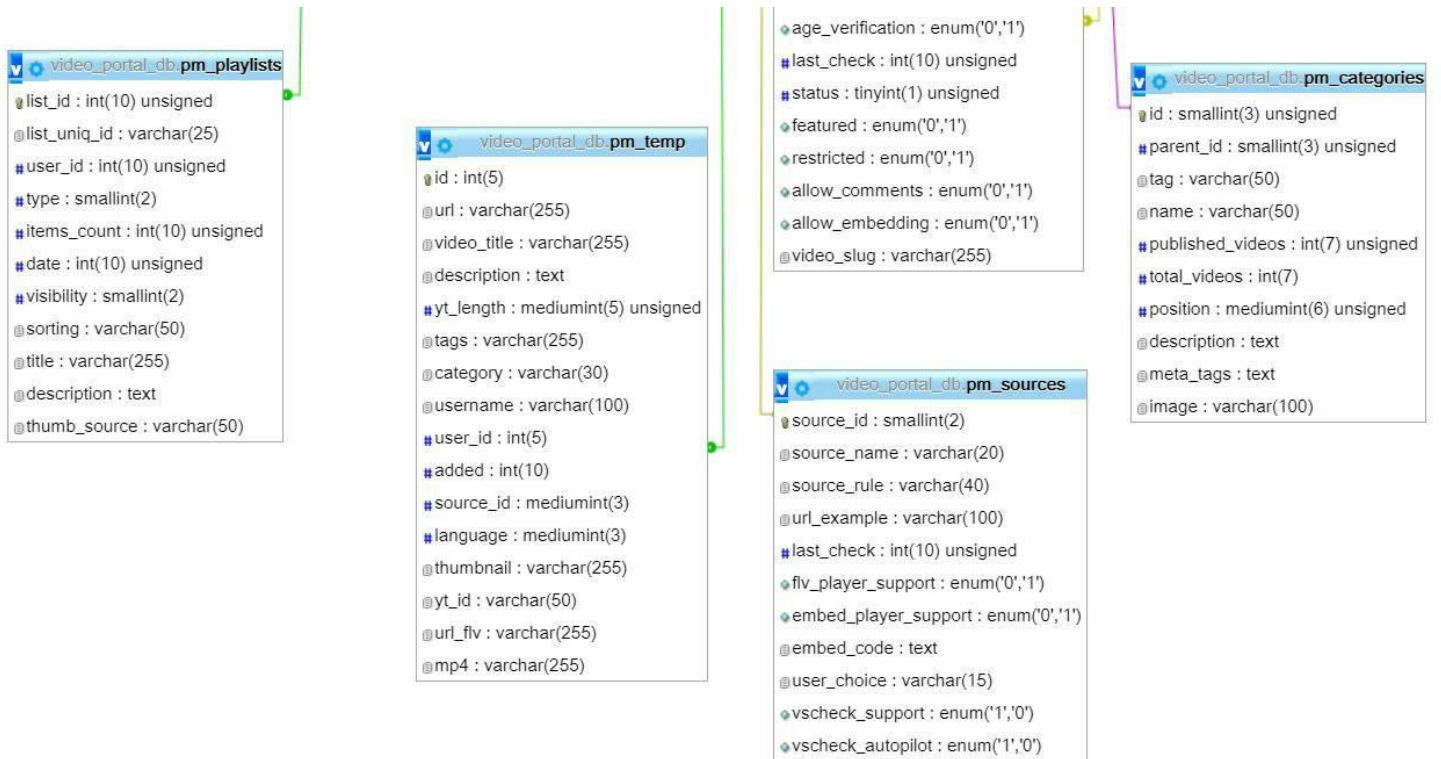 video_portal_db.pm_playlists
list_id : int(10) unsigned
list_uniq_id : varchar(25)
user_id : int(10) unsigned
type : smallint(2)
items_count : int(10) unsigned
date : int(10) unsigned
visibility : smallint(2)
sorting : varchar(50)
title : varchar(255)
description : text
thumb_source : varchar(50)
video_portal_db.pm_temp
id : int(5)
url : varchar(255)
video_title : varchar(255)
description : text
yt_length : mediumint(5) unsigned
tags : varchar(255)
category : varchar(30)
username : varchar(100)
user_id : int(5)
added : int(10)
source_id : mediumint(3)
language : mediumint(3)
thumbnail : varchar(255)
yt_id : varchar(50)
url_flv : varchar(255)
mp4 : varchar(255)
age_verification : enum('0','1')
last_check : int(10) unsigned
status : tinyint(1) unsigned
featured : enum('0','1')
restricted : enum('0','1')
allow_comments : enum('0','1')
allow_embedding : enum('0','1')
video_slug : varchar(255)
video_portal_db.pm_sources
source_id : smallint(2)
source_name : varchar(20)
source_rule : varchar(40)
url_example : varchar(100)
last_check : int(10) unsigned
flv_player_support : enum('0','1')
embed_player_support : enum('0','1')
embed_code : text
user_choice : varchar(15)
vscheck_support : enum('1','0')
vscheck_autopilot : enum('1','0')
video_portal_db.pm_categories
id : smallint(3) unsigned
parent_id : smallint(3) unsigned
tag : varchar(50)
name : varchar(50)
published_videos : int(7) unsigned
total_videos : int(7)
position : mediumint(6) unsigned
description : text
meta_tags : text
image : varchar(100)